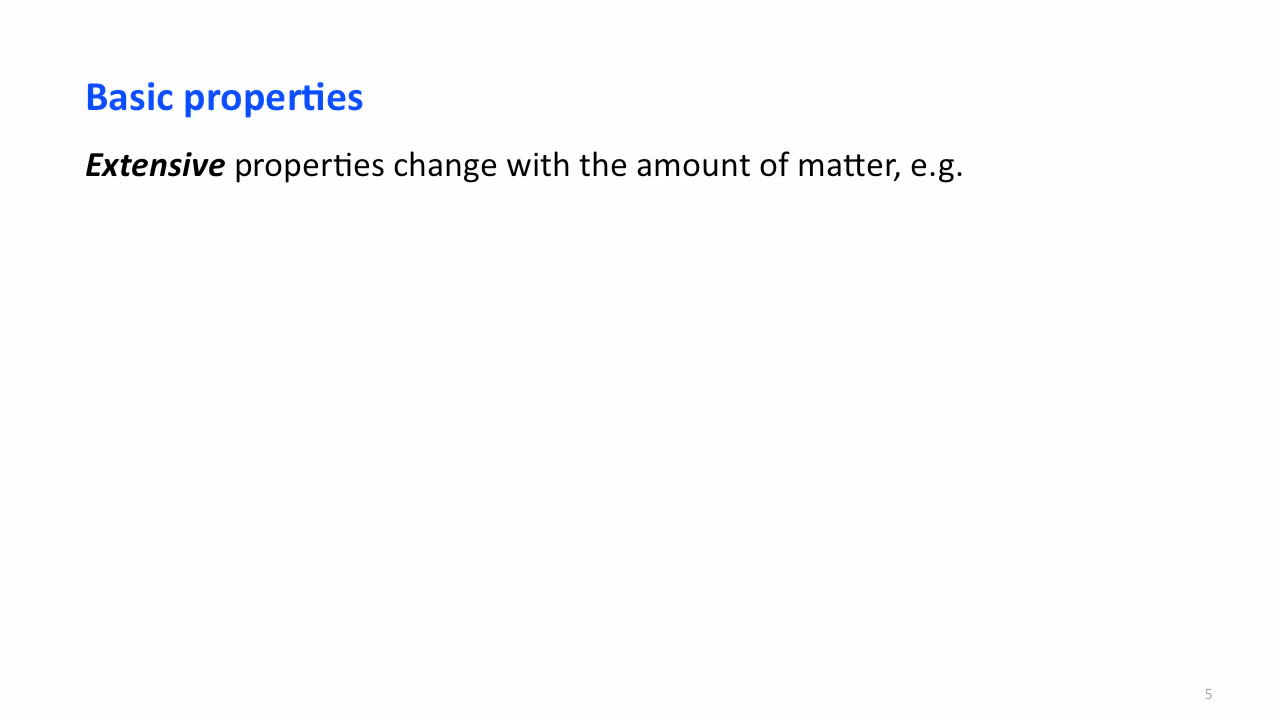 Basic properties
Extensive properties change with the amount of matter, e.g.
5